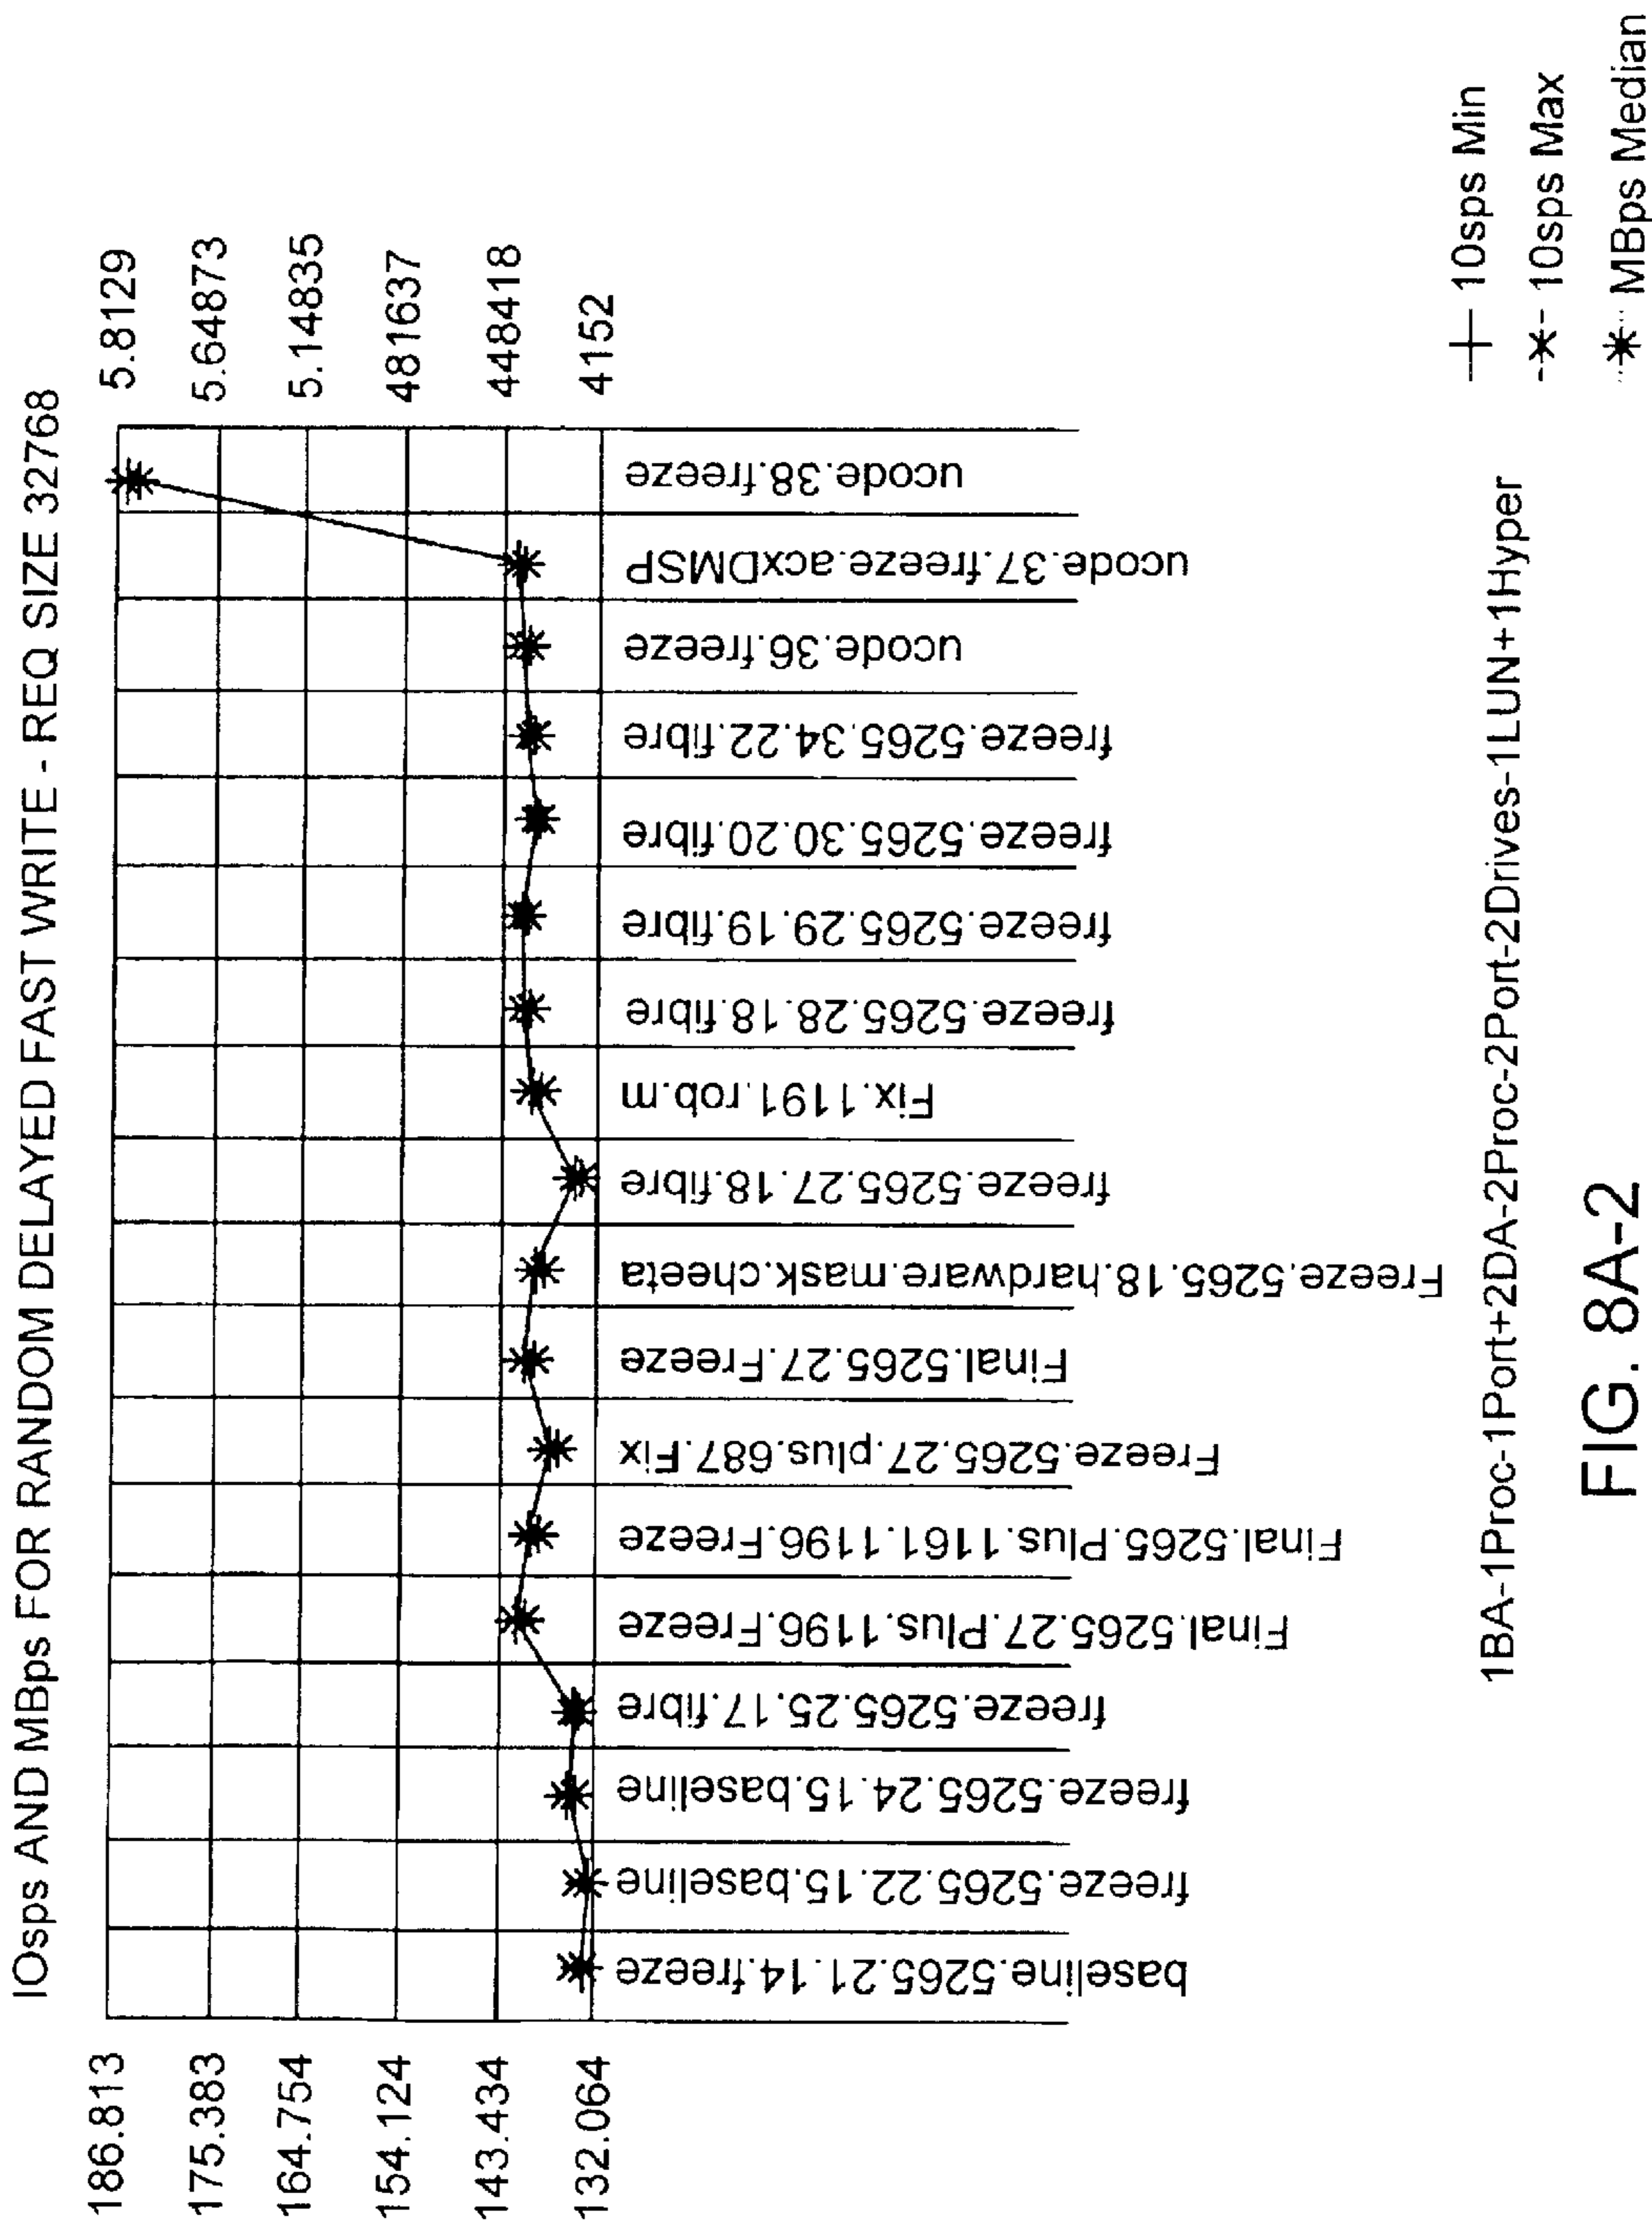 IOsps AND MBps FOR RANDOM DELAYED FAST WRITE - REQ SIZE 32768
186.813
175.383
164.754
154.124
143.434
132.064
5.8129
5.64873
5.14835
481637
448418
4152
baseline.5265.21.14.freeze
freeze.5265.22.15.baseline
freeze.5265.24.15.baseline
freeze.5265.25.17.fibre
Final.5265.27.Plus.1196.Freeze
Final.5265.Plus.1161.1196.Freeze
Freeze.5265.27.plus.687.Fix
Final.5265.27.Freeze
Freeze.5265.18.hardware.mask.cheeta
freeze.5265.27.18.fibre
Fix.1191.rob.m
freeze.5265.28.18.fibre
freeze.5265.29.19.fibre
freeze.5265.30.20.fibre
freeze.5265.34.22.fibre
ucode.36.freeze
ucode.37.freeze.acxDMSP
ucode.38.freeze
10sps Min
10sps Max
MBps Median
1BA-1Proc-1Port+2DA-2Proc-2Port-2Drives-1LUN+1Hyper
FIG. 8A-2